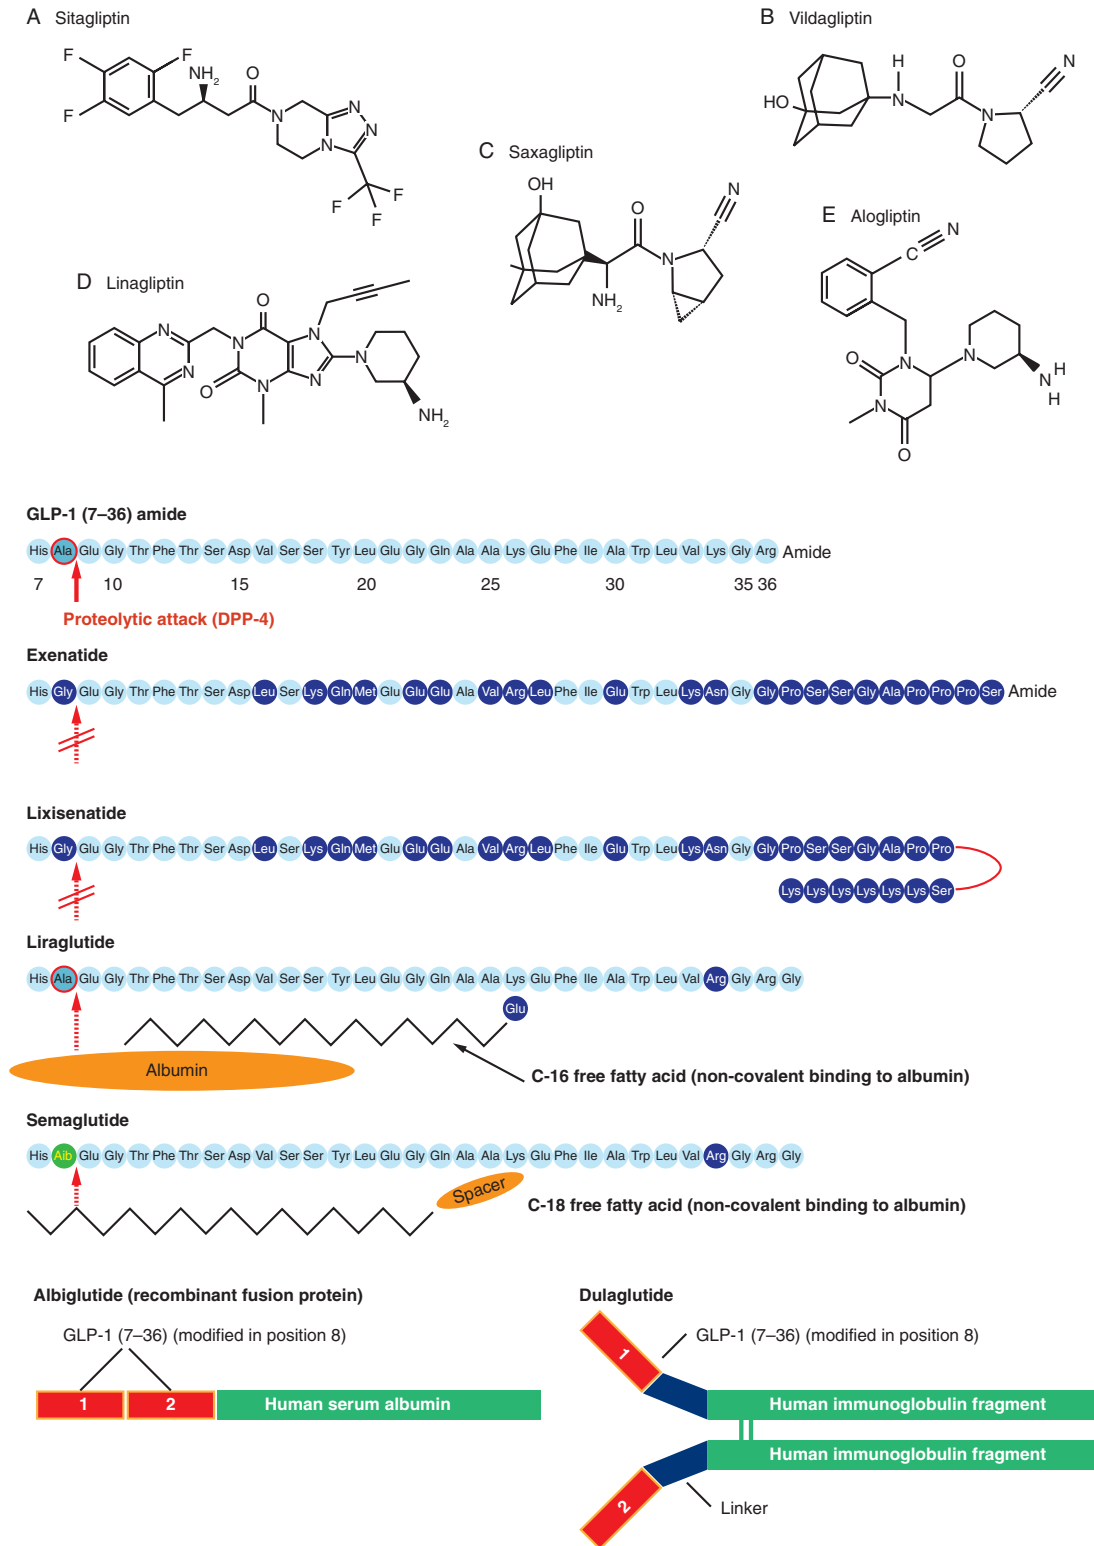 A Sitagliptin
F
F
F
NH2
O
N
N
N
N
N
F
F
F
B Vildagliptin
HO
H
N
O
N
N
C Saxagliptin
OH
O
N
N
NH2
D Linagliptin
N
N
O
N
O
N
N
N
N
NH2
E Alogliptin
C
N
O
N
N
N
O
N
H
H
GLP-1 (7–36) amide
His Ala Glu Gly Thr Phe Thr Ser Asp Val Ser Ser Tyr Leu Glu Gly Gln Ala Ala Lys Glu Phe Ile Ala Trp Leu Val Lys Gly Arg Amide
7 10 15 20 25 30 35 36
Proteolytic attack (DPP-4)
Exenatide
His Gly Glu Gly Thr Phe Thr Ser Asp Leu Ser Lys Gln Met Glu Glu Glu Ala Val Arg Leu Phe Ile Glu Trp Leu Lys Asn Gly Gly Pro Ser Ser Gly Ala Pro Pro Pro Ser Amide
Lixisenatide
His Gly Glu Gly Thr Phe Thr Ser Asp Leu Ser Lys Gln Met Glu Glu Glu Ala Val Arg Leu Phe Ile Glu Trp Leu Lys Asn Gly Gly Pro Ser Ser Gly Ala Pro Pro
Lys Lys Lys Lys Lys Lys Ser
Liraglutide
His Ala Glu Gly Thr Phe Thr Ser Asp Val Ser Ser Tyr Leu Glu Gly Gln Ala Ala Lys Glu Phe Ile Ala Trp Leu Val Arg Gly Arg Gly
Glu
Albumin
C-16 free fatty acid (non-covalent binding to albumin)
Semaglutide
His Aib Glu Gly Thr Phe Thr Ser Asp Val Ser Ser Tyr Leu Glu Gly Gln Ala Ala Lys Glu Phe Ile Ala Trp Leu Val Arg Gly Arg Gly
Spacer
C-18 free fatty acid (non-covalent binding to albumin)
Albiglutide (recombinant fusion protein)
GLP-1 (7–36) (modified in position 8)
1 2 Human serum albumin
Dulaglutide
GLP-1 (7–36) (modified in position 8)
1
Human immunoglobulin fragment
Human immunoglobulin fragment
2
Linker